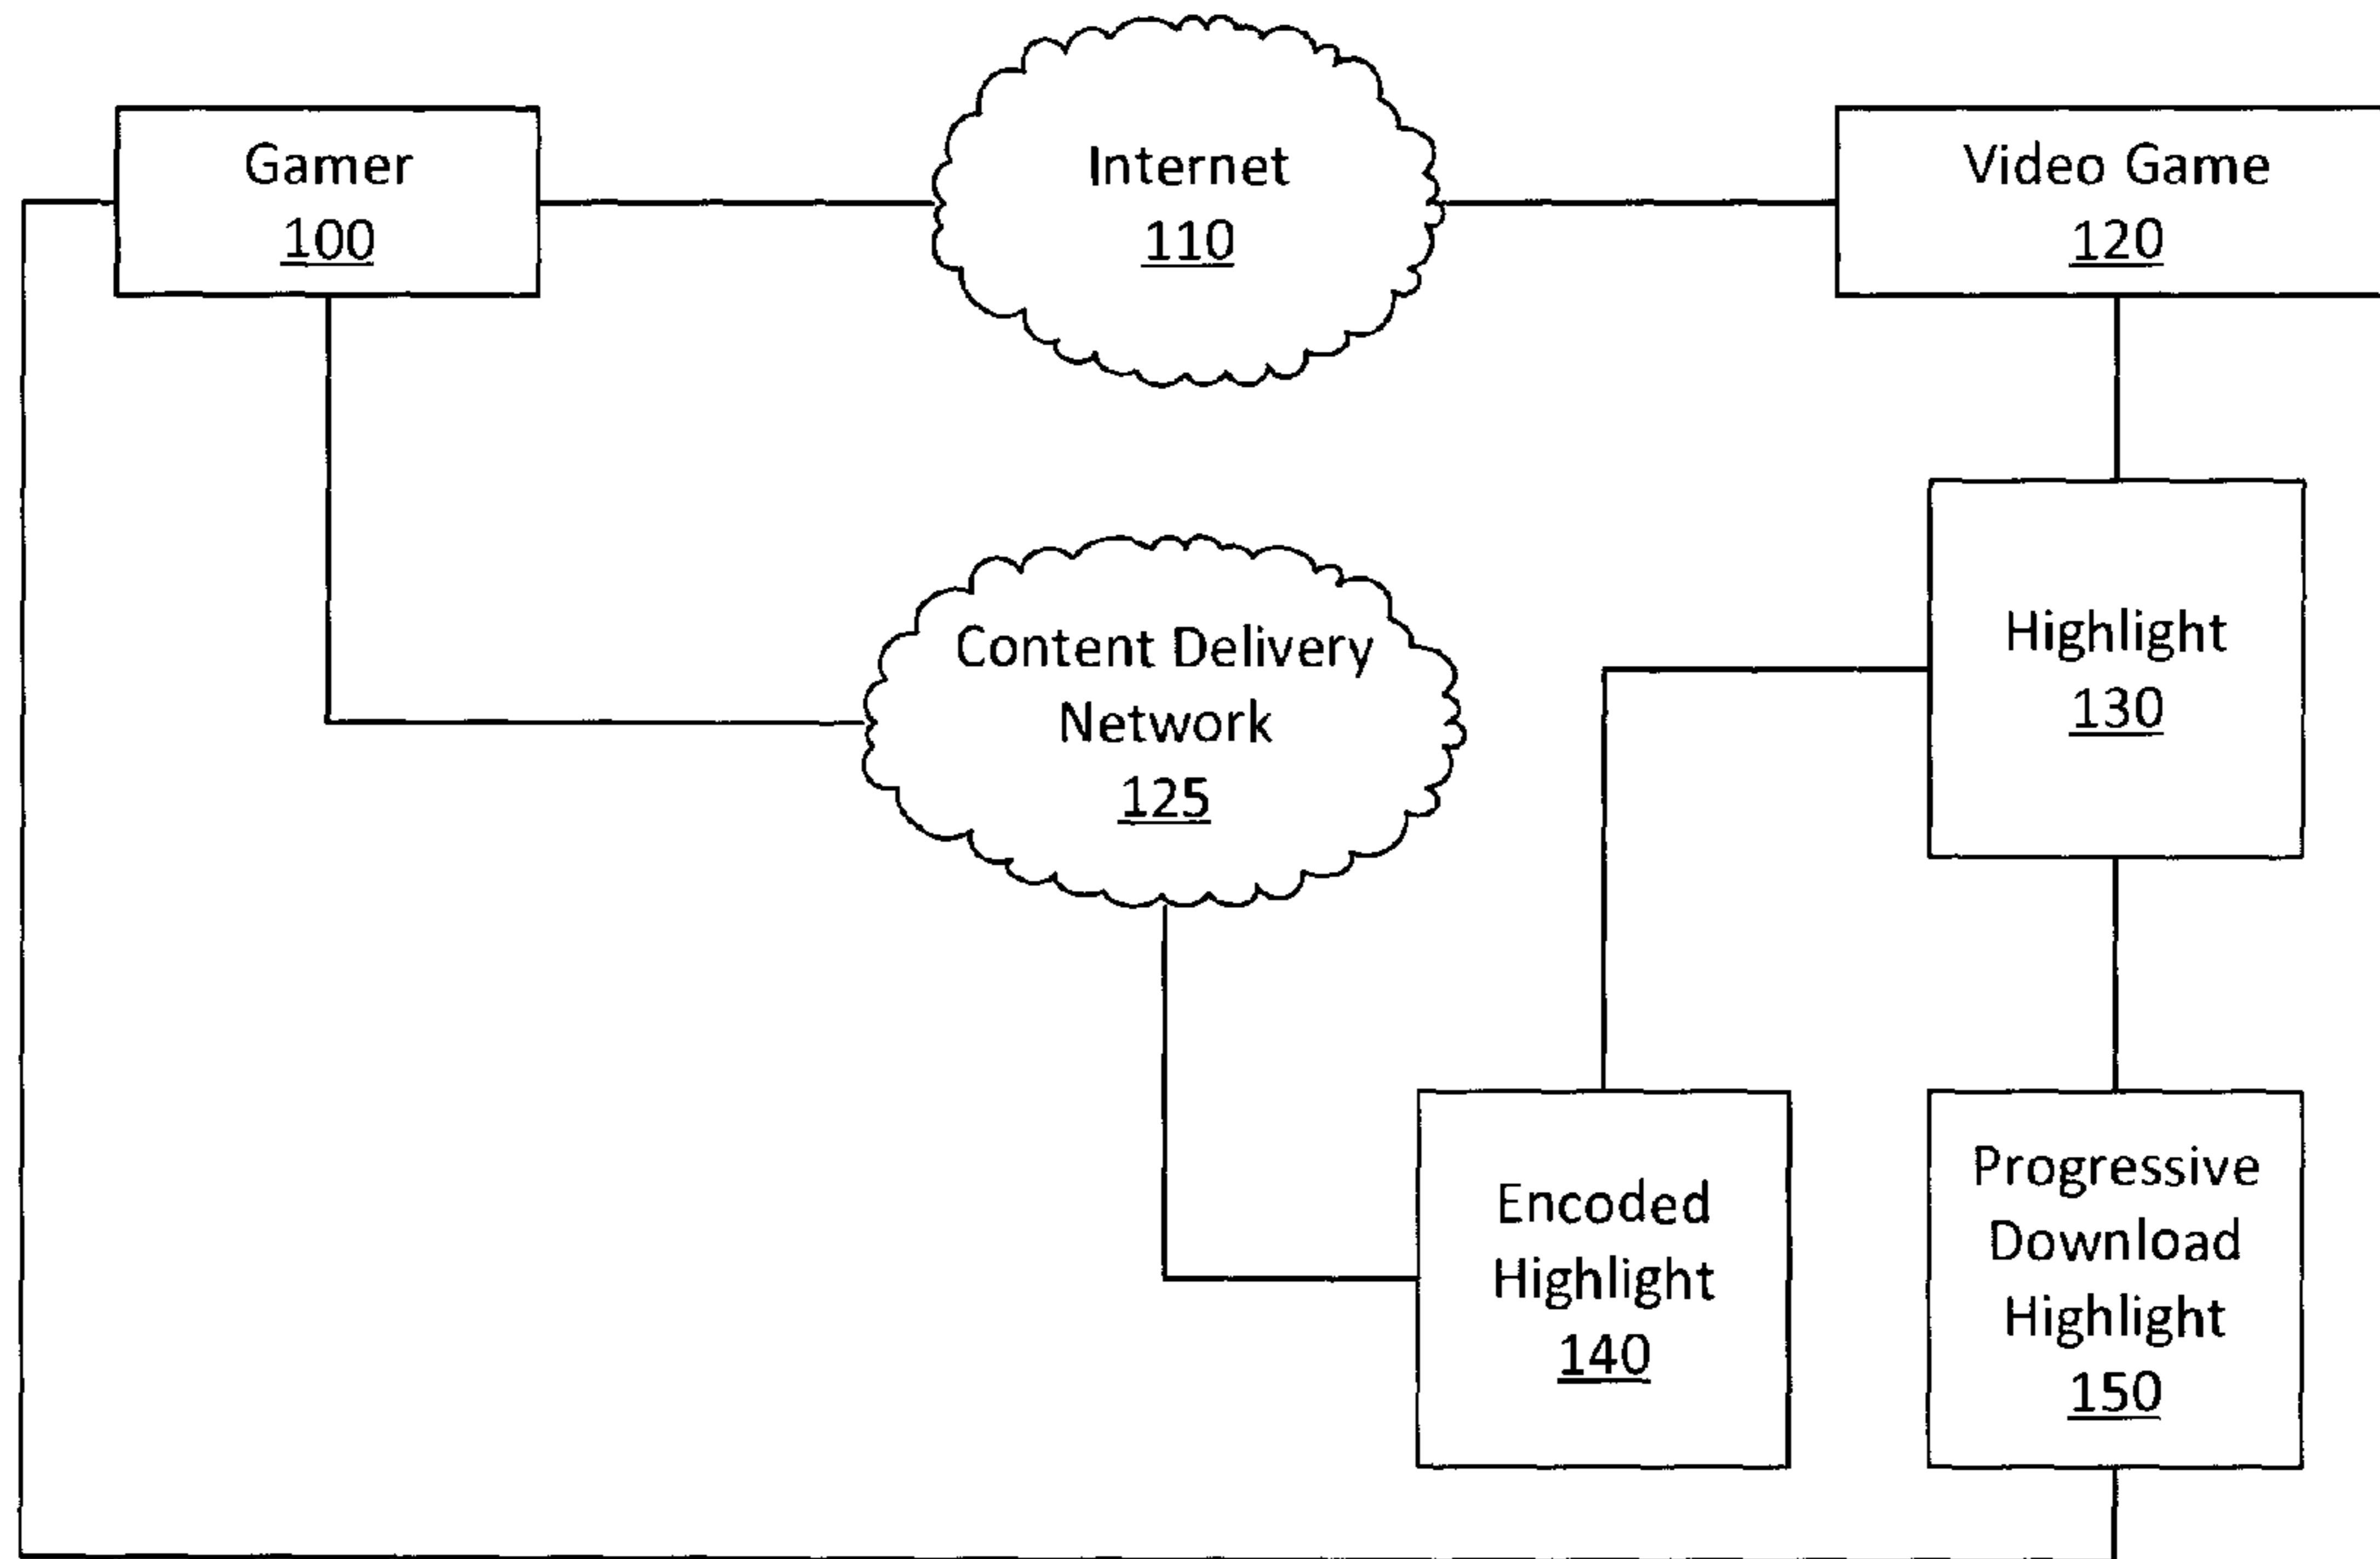 Gamer
100
Internet
110
Video Game
120
Content Delivery
Network
125
Highlight
130
Encoded
Highlight
140
Progressive
Download
Highlight
150